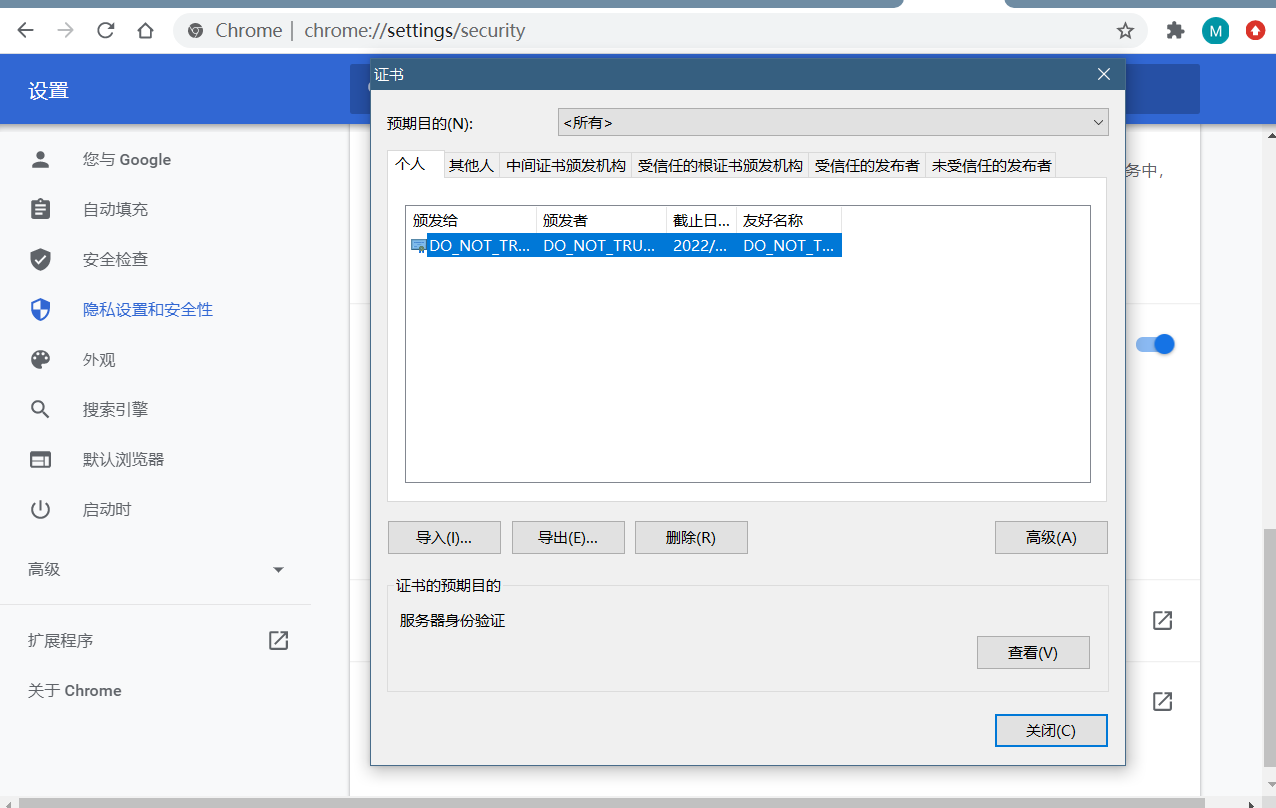 Chrome | chrome://settings/security
设置
证书
预期目的(N):
<所有>
个人 其他人 中间证书颁发机构 受信任的根证书颁发机构 受信任的发布者 未受信任的发布者
颁发给 颁发者 截止日... 友好名称
DO_NOT_TR... DO_NOT_TRU... 2022/... DO_NOT_T...
导入(I)... 导出(E)... 删除(R) 高级(A)
证书的预期目的
服务器身份验证
查看(V)
关闭(C)
您与 Google
自动填充
安全检查
隐私设置和安全性
外观
搜索引擎
默认浏览器
启动时
高级
扩展程序
关于 Chrome
务中，
M